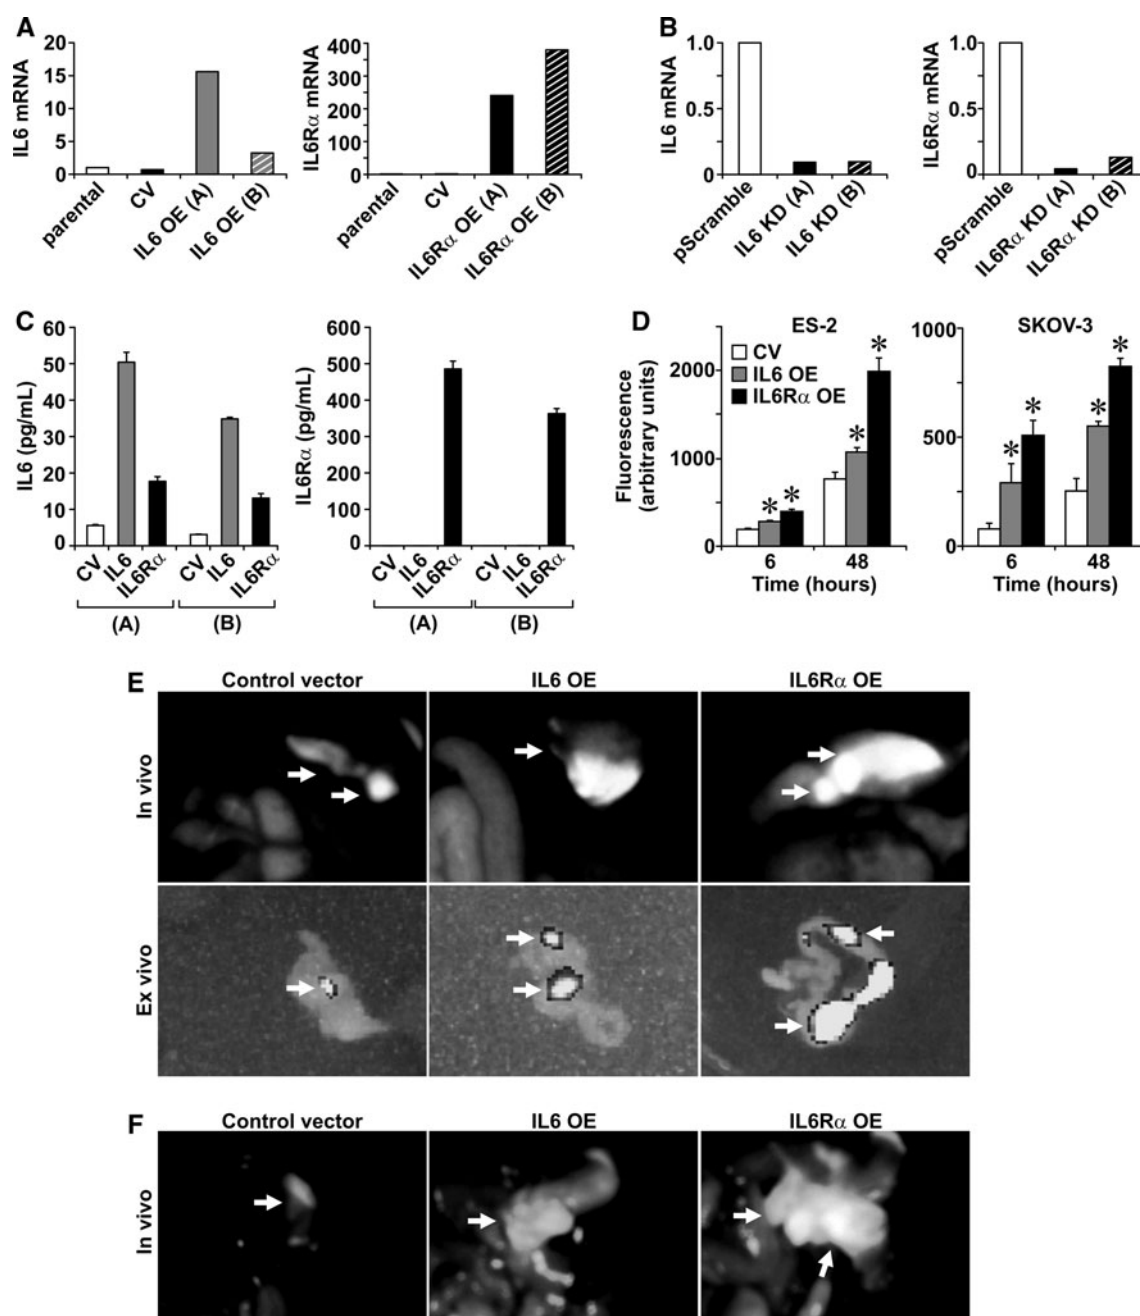 A
IL6 mRNA
20
15
10
5
0
parental
CV
IL6 OE (A)
IL6 OE (B)
IL6Rα mRNA
400
300
200
100
0
parental
CV
IL6Rα OE (A)
IL6Rα OE (B)
B
IL6 mRNA
1.0
0.5
0
pScramble
IL6 KD (A)
IL6 KD (B)
IL6Rα mRNA
1.0
0.5
0
pScramble
IL6Rα KD (A)
IL6Rα KD (B)
C
IL6 (pg/mL)
60
50
40
30
20
10
0
CV
IL6
IL6Rα
CV
IL6
IL6Rα
(A)
(B)
IL6Rα (pg/mL)
600
500
400
300
200
100
0
CV
IL6
IL6Rα
CV
IL6
IL6Rα
(A)
(B)
D
ES-2
CV
IL6 OE
IL6Rα OE
Fluorescence
(arbitrary units)
2000
1000
0
* * * *
6 48
Time (hours)
SKOV-3
1000
500
0
* * * *
6 48
Time (hours)
E
Control vector
IL6 OE
IL6Rα OE
In vivo
Ex vivo
F
Control vector
IL6 OE
IL6Rα OE
In vivo